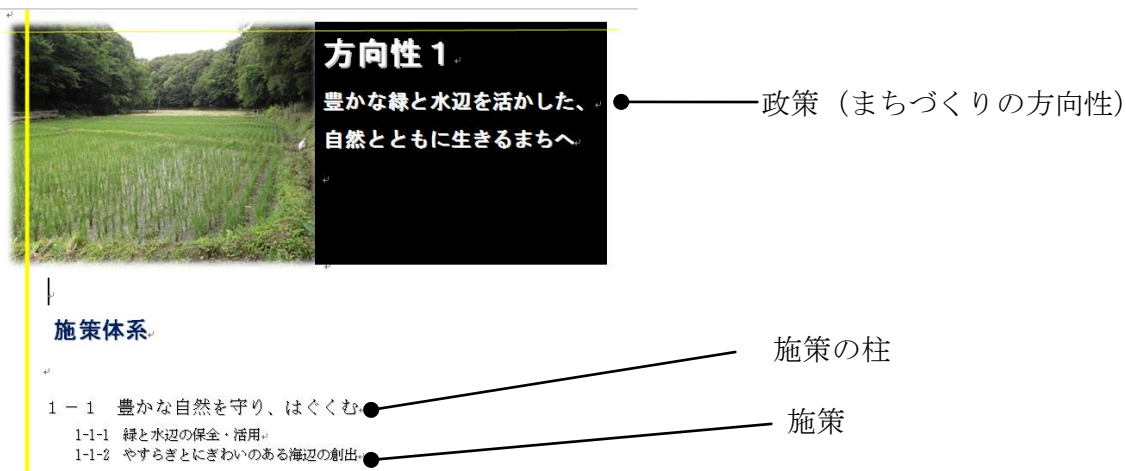 方向性１
豊かな緑と水辺を活かした、
自然とともに生きるまちへ
政策（まちづくりの方向性）
施策体系
施策の柱
１－１　豊かな自然を守り、はぐくむ
施策
1-1-1 緑と水辺の保全・活用
1-1-2 やすらぎとにぎわいのある海辺の創出